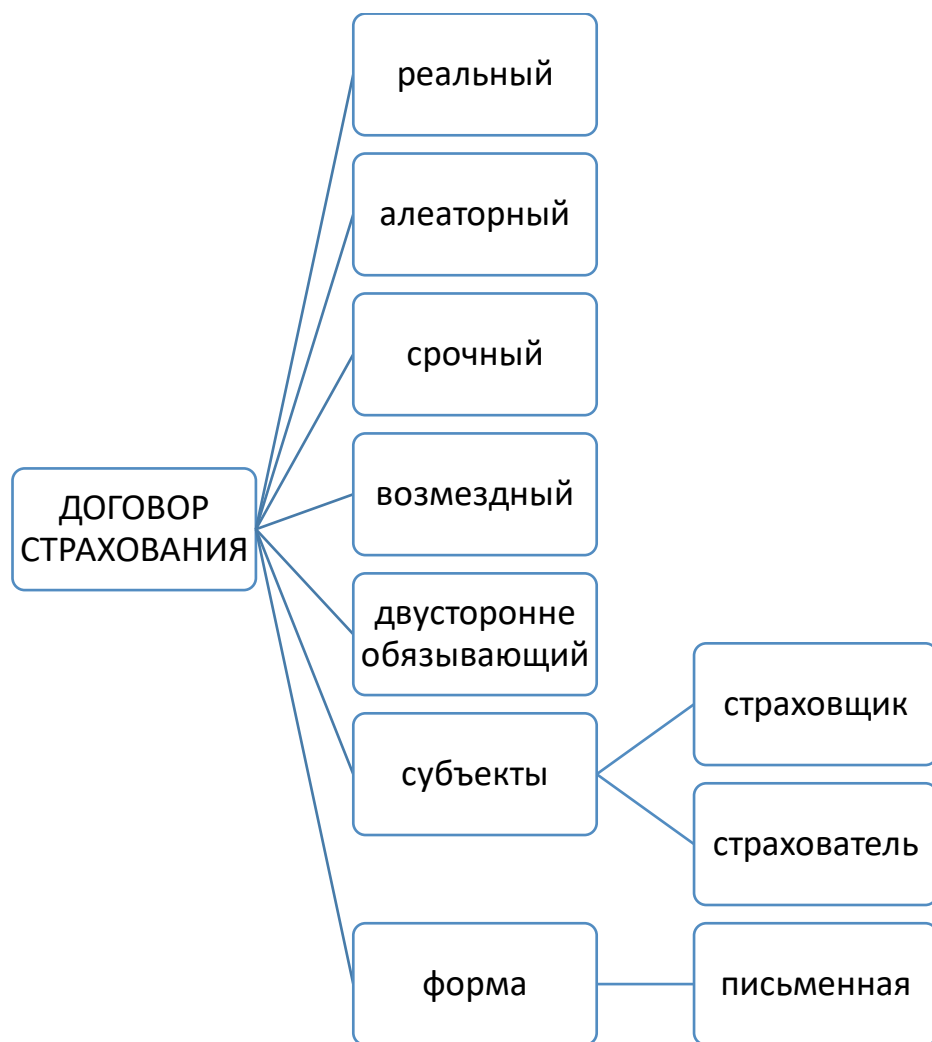 реальный
алеаторный
срочный
возмездный
ДОГОВОР
СТРАХОВАНИЯ
двусторонне
обязывающий
субъекты
страховщик
страхователь
форма
письменная